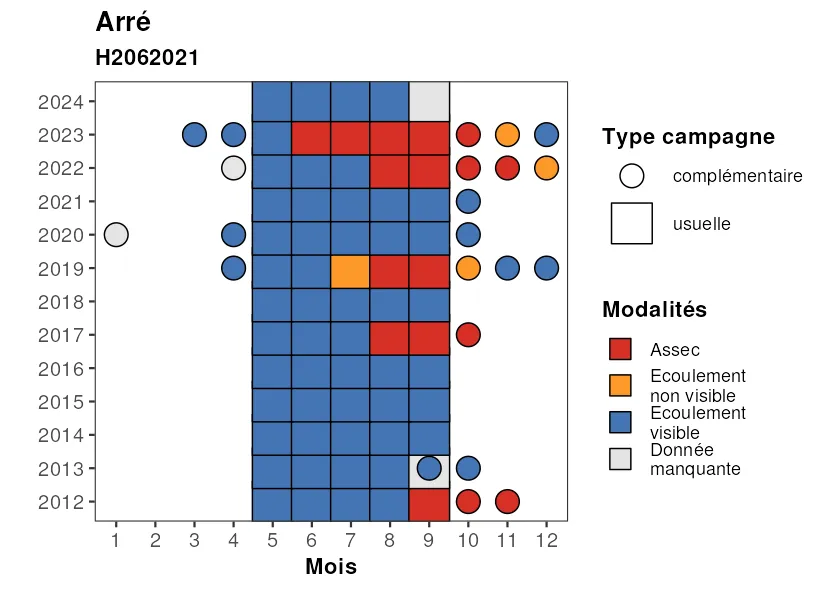 Arré
H2062021
2024
2023
2022
2021
2020
2019
2018
2017
2016
2015
2014
2013
2012
1 2 3 4 5 6 7 8 9 10 11 12
Mois
Type campagne
complémentaire
usuelle
Modalités
Assec
Ecoulement
non visible
Ecoulement
visible
Donnée
manquante